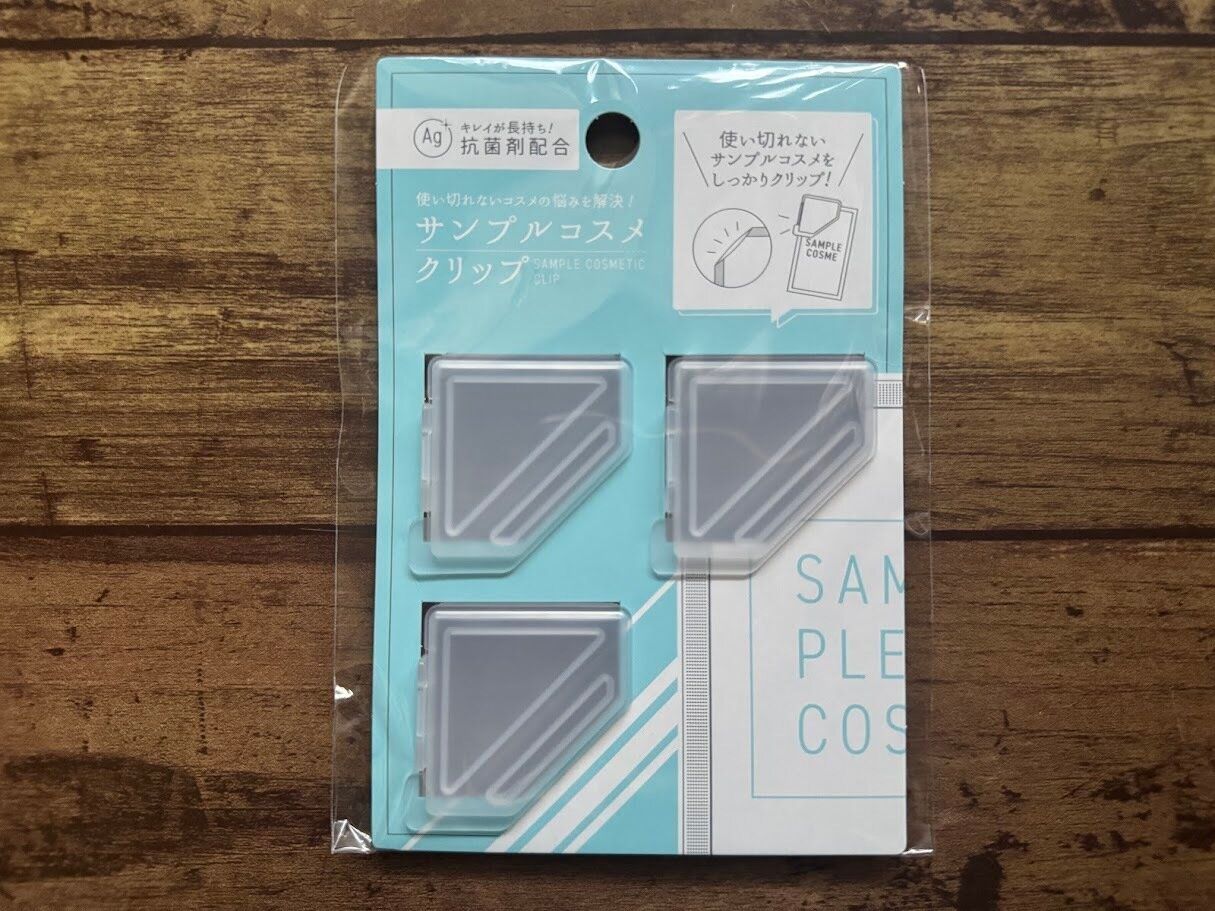 Ag
キレイが長持ち!
抗菌剤配合
使い切れないコスメの悩みを解決!
サンプルコスメ
クリップ
SAMPLE COSMETIC
CLIP
使い切れない
サンプルコスメを
しっかりクリップ!
SAMPLE
COSME
SAM
PLE
COS